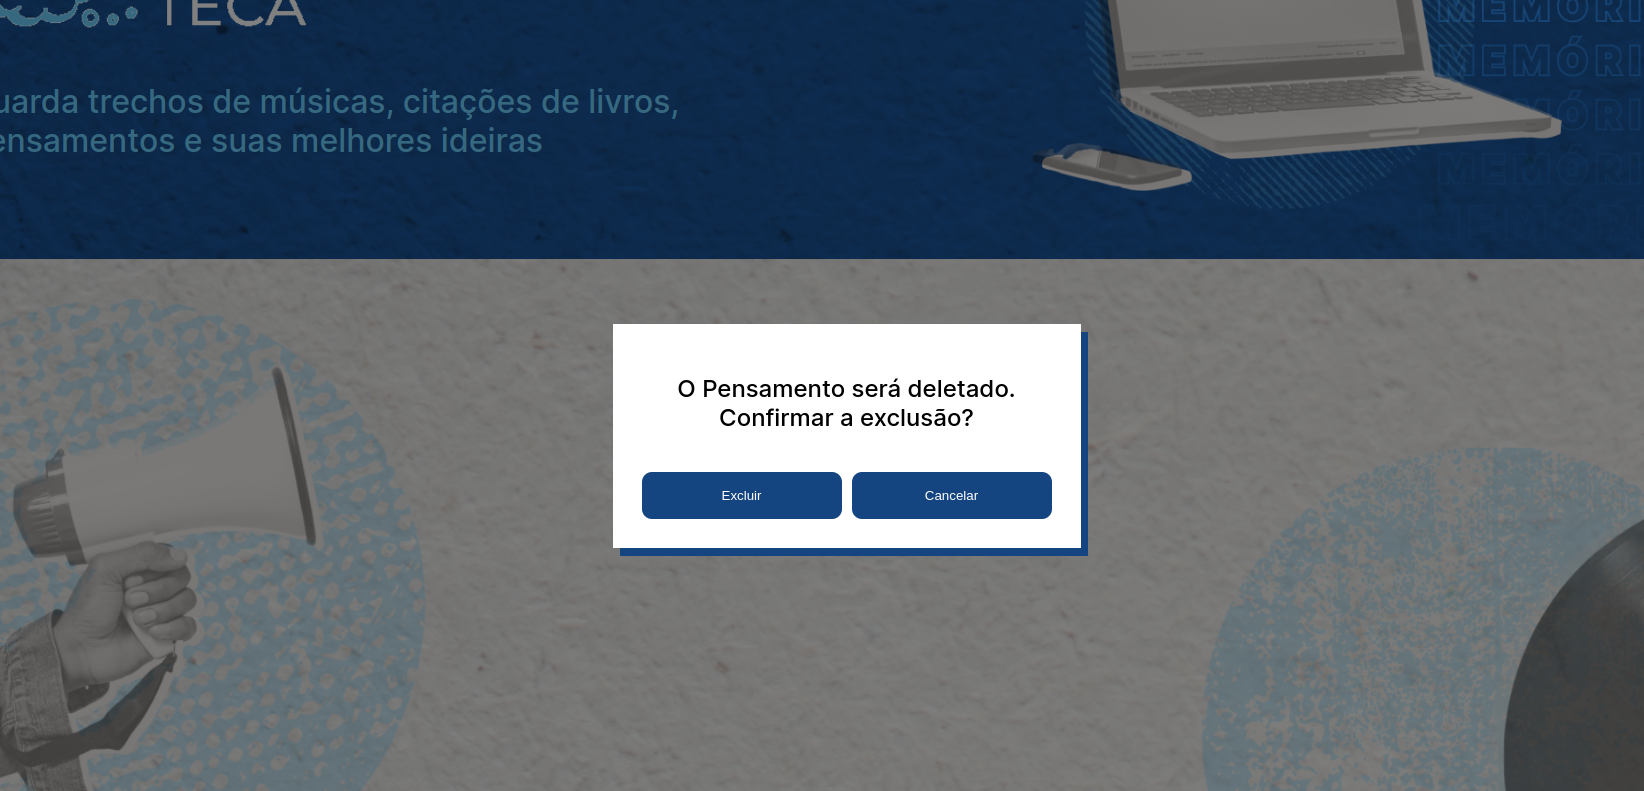 TECA
MEMÓRI
MEMÓRI
uarda trechos de músicas, citações de livros,
MÓRI
ensamentos e suas melhores ideiras
MEMÓRI
O Pensamento será deletado.
Confirmar a exclusão?
Excluir
Cancelar